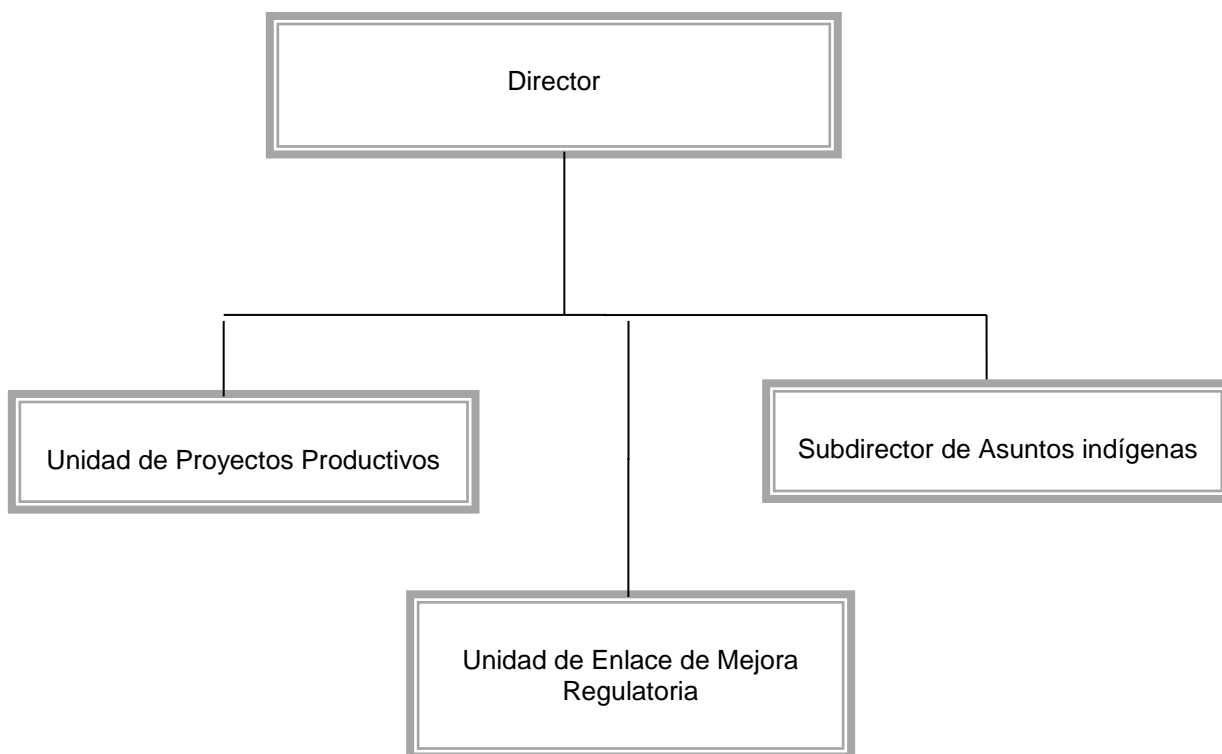 Director
Unidad de Proyectos Productivos
Subdirector de Asuntos indígenas
Unidad de Enlace de Mejora
Regulatoria